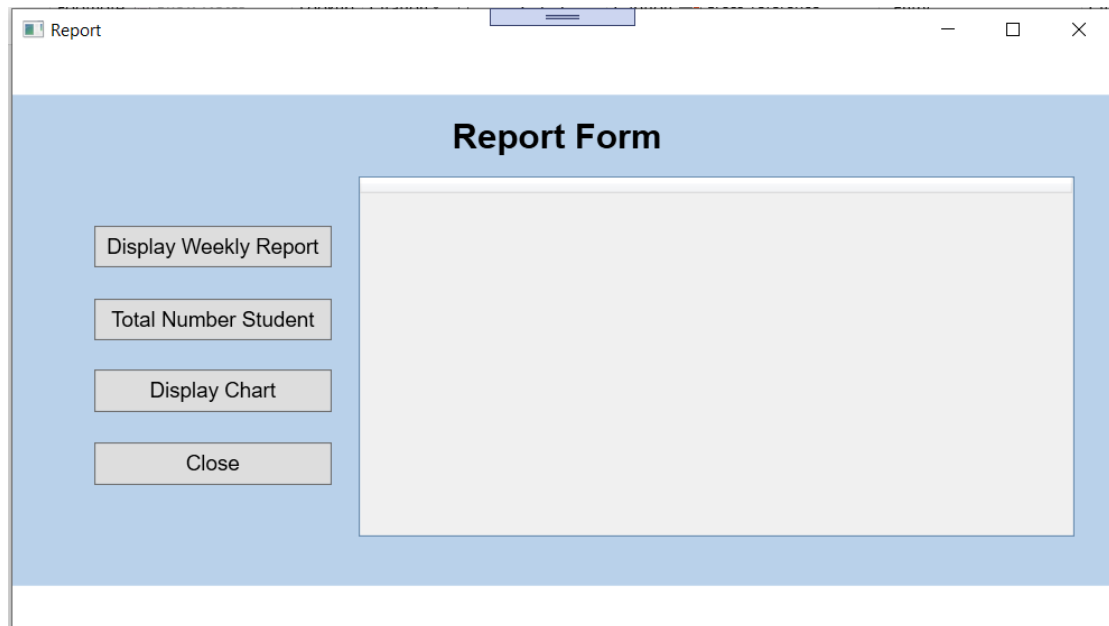 Report
Report Form
Display Weekly Report
Total Number Student
Display Chart
Close